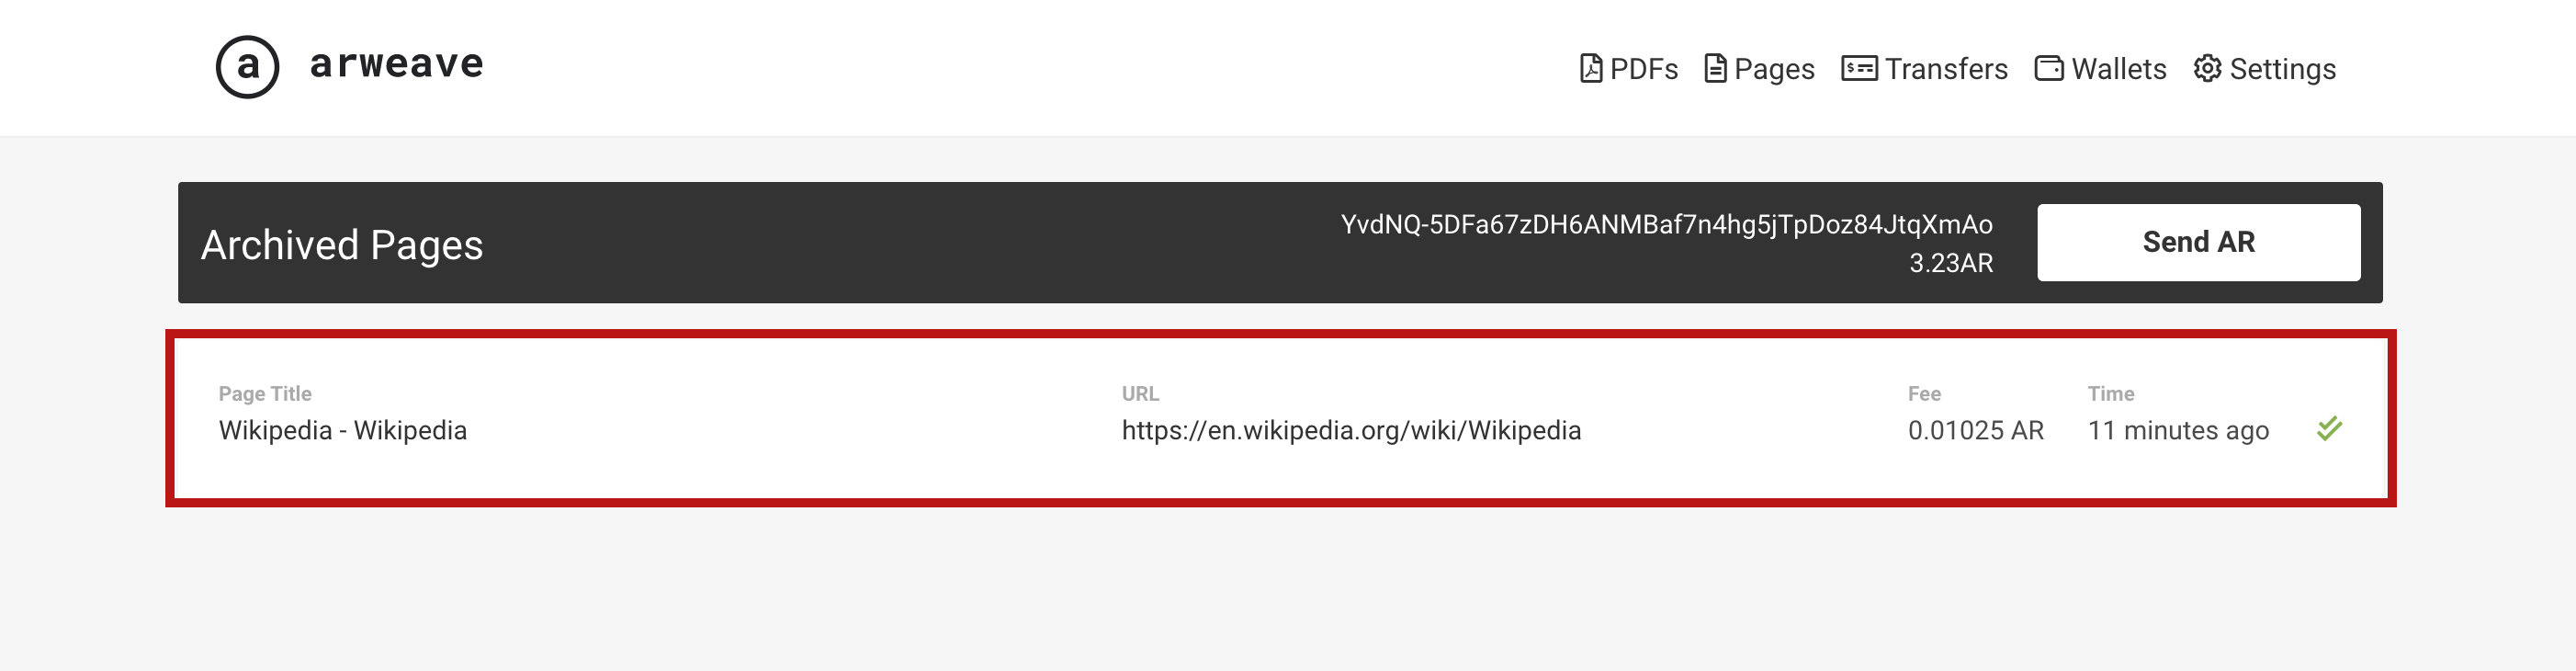 a arweave
PDFs Pages Transfers Wallets Settings
Archived Pages
YvdNQ-5DFa67zDH6ANMBaf7n4hg5jTpDoz84JtqXmAo
3.23AR
Send AR
Page Title URL Fee Time
Wikipedia - Wikipedia https://en.wikipedia.org/wiki/Wikipedia 0.01025 AR 11 minutes ago